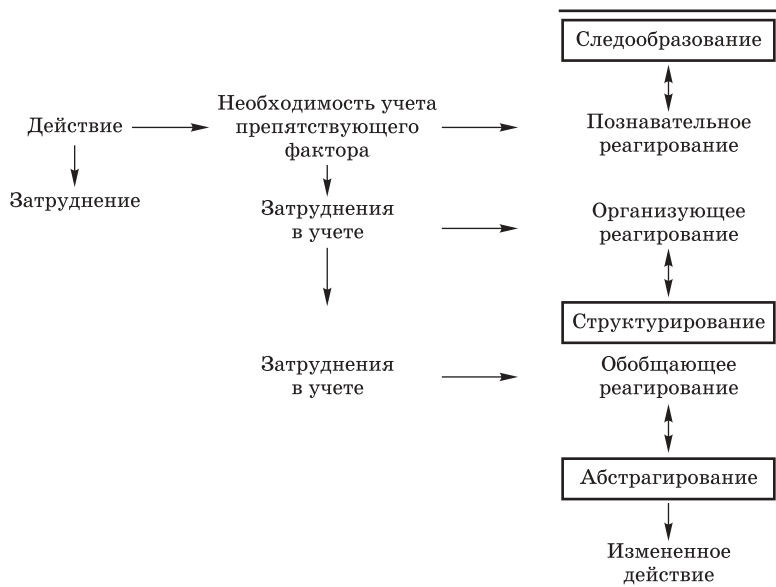 Следообразование
Действие
Необходимость учета
препятствующего
фактора
Познавательное
реагирование
Затруднение
Затруднения
в учете
Организующее
реагирование
Структурирование
Затруднения
в учете
Обобщающее
реагирование
Абстрагирование
Измененное
действие